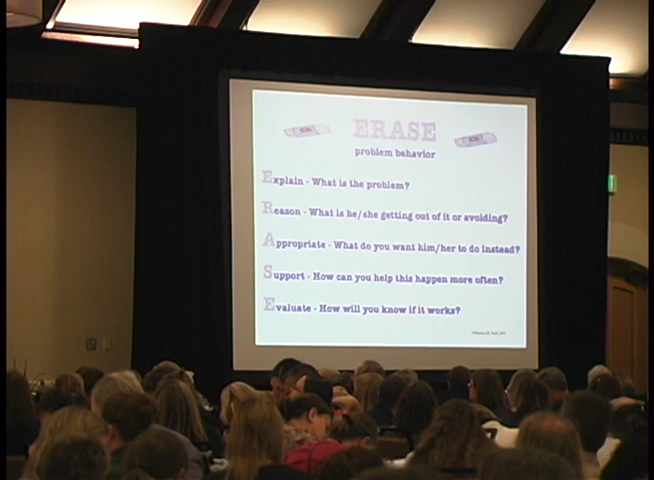 ERASE
problem behavior
Explain - What is the problem?
Reason - What is he/she getting out of it or avoiding?
Appropriate - What do you want him/her to do instead?
Support - How can you help this happen more often?
Evaluate - How will you know if it works?